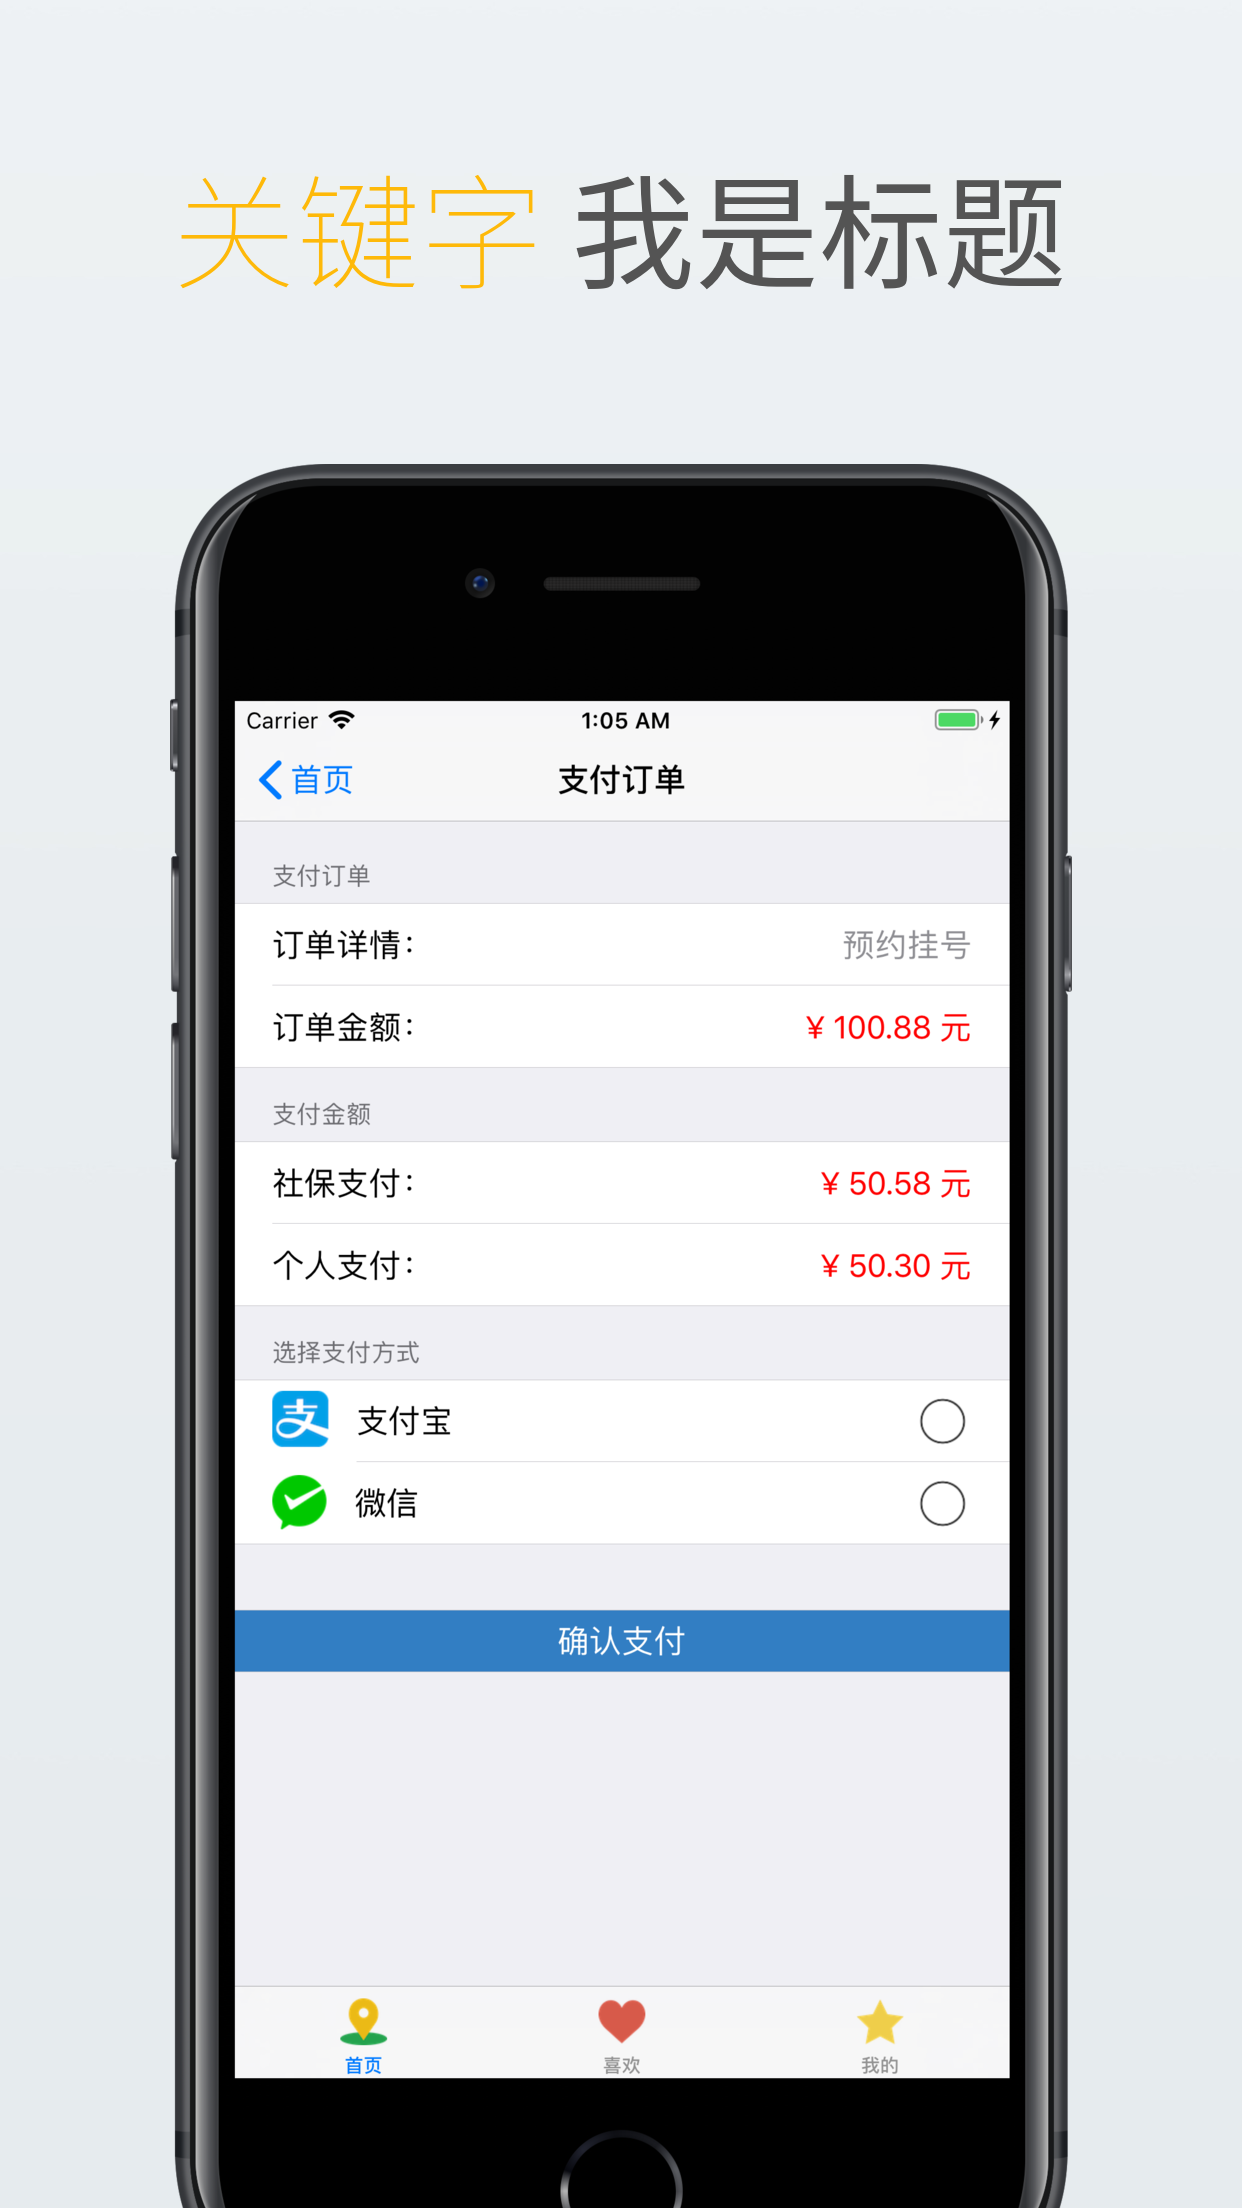 关键字 我是标题
Carrier 1:05 AM
首页 支付订单
支付订单
订单详情： 预约挂号
订单金额： ¥ 100.88 元
支付金额
社保支付： ¥ 50.58 元
个人支付： ¥ 50.30 元
选择支付方式
支 支付宝
微信
确认支付
首页 喜欢 我的